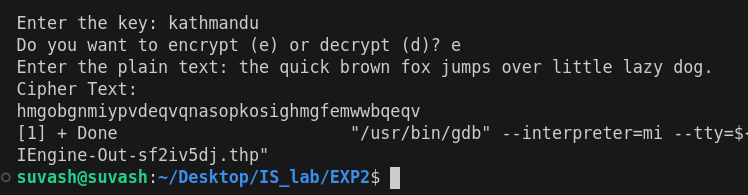 Enter the key: kathmandu
Do you want to encrypt (e) or decrypt (d)? e
Enter the plain text: the quick brown fox jumps over little lazy dog.
Cipher Text:
hmgobgnmiypvdeqvqnasopkosighmgfemwwbqeqv
[1] + Done "/usr/bin/gdb" --interpreter=mi --tty=${
IEngine-Out-sf2iv5dj.thp"
suvash@suvash:~/Desktop/IS_lab/EXP2$